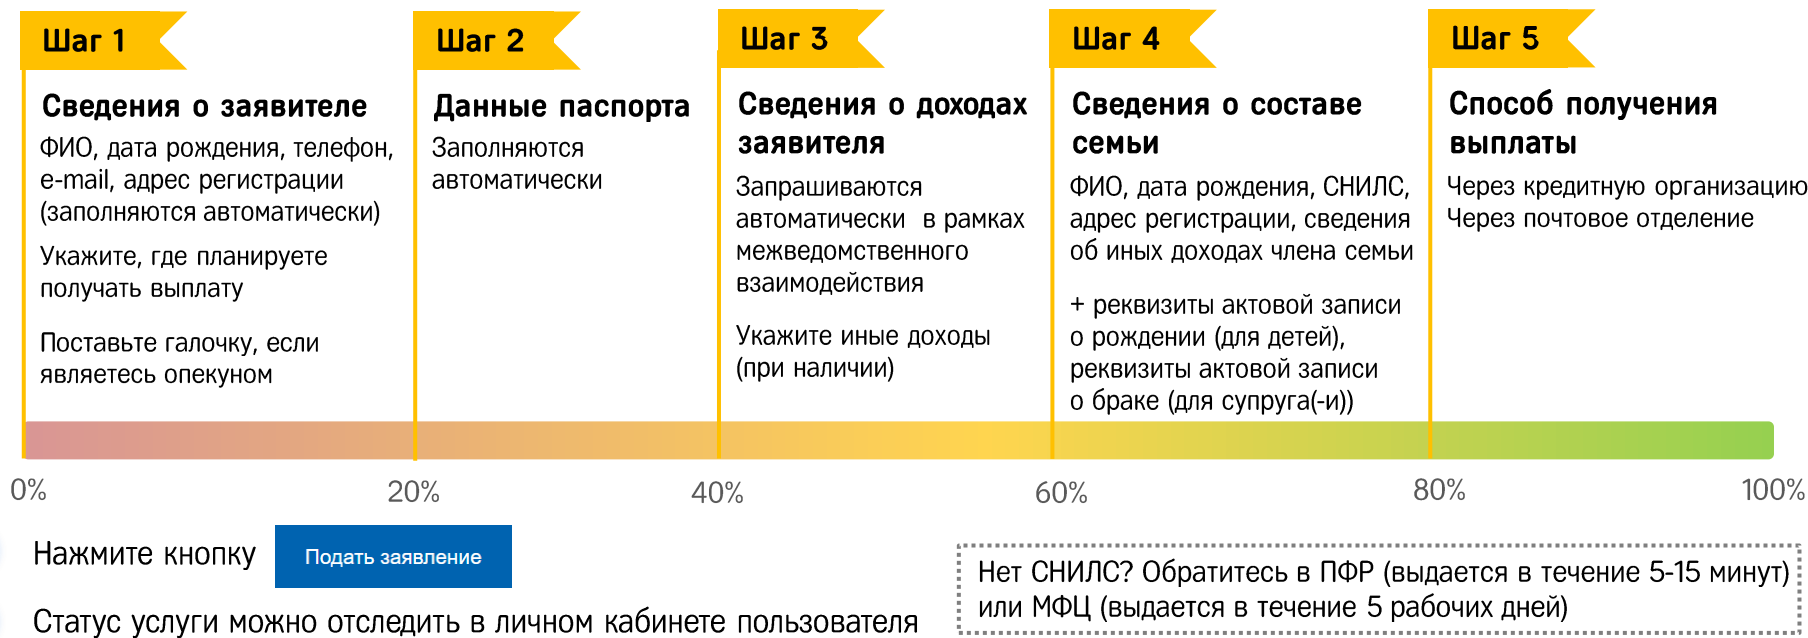 Шаг 1
Сведения о заявителе
ФИО, дата рождения, телефон,
e-mail, адрес регистрации
(заполняются автоматически)
Укажите, где планируете
получать выплату
Поставьте галочку, если
являетесь опекуном
Шаг 2
Данные паспорта
Заполняются
автоматически
Шаг 3
Сведения о доходах
заявителя
Запрашиваются
автоматически в рамках
межведомственного
взаимодействия
Укажите иные доходы
(при наличии)
Шаг 4
Сведения о составе
семьи
ФИО, дата рождения, СНИЛС,
адрес регистрации, сведения
об иных доходах члена семьи
+ реквизиты актовой записи
о рождении (для детей),
реквизиты актовой записи
о браке (для супруга(-и))
Шаг 5
Способ получения
выплаты
Через кредитную организацию
Через почтовое отделение
0% 20% 40% 60% 80% 100%
Нажмите кнопку Подать заявление
Статус услуги можно отследить в личном кабинете пользователя
Нет СНИЛС? Обратитесь в ПФР (выдается в течение 5-15 минут)
или МФЦ (выдается в течение 5 рабочих дней)